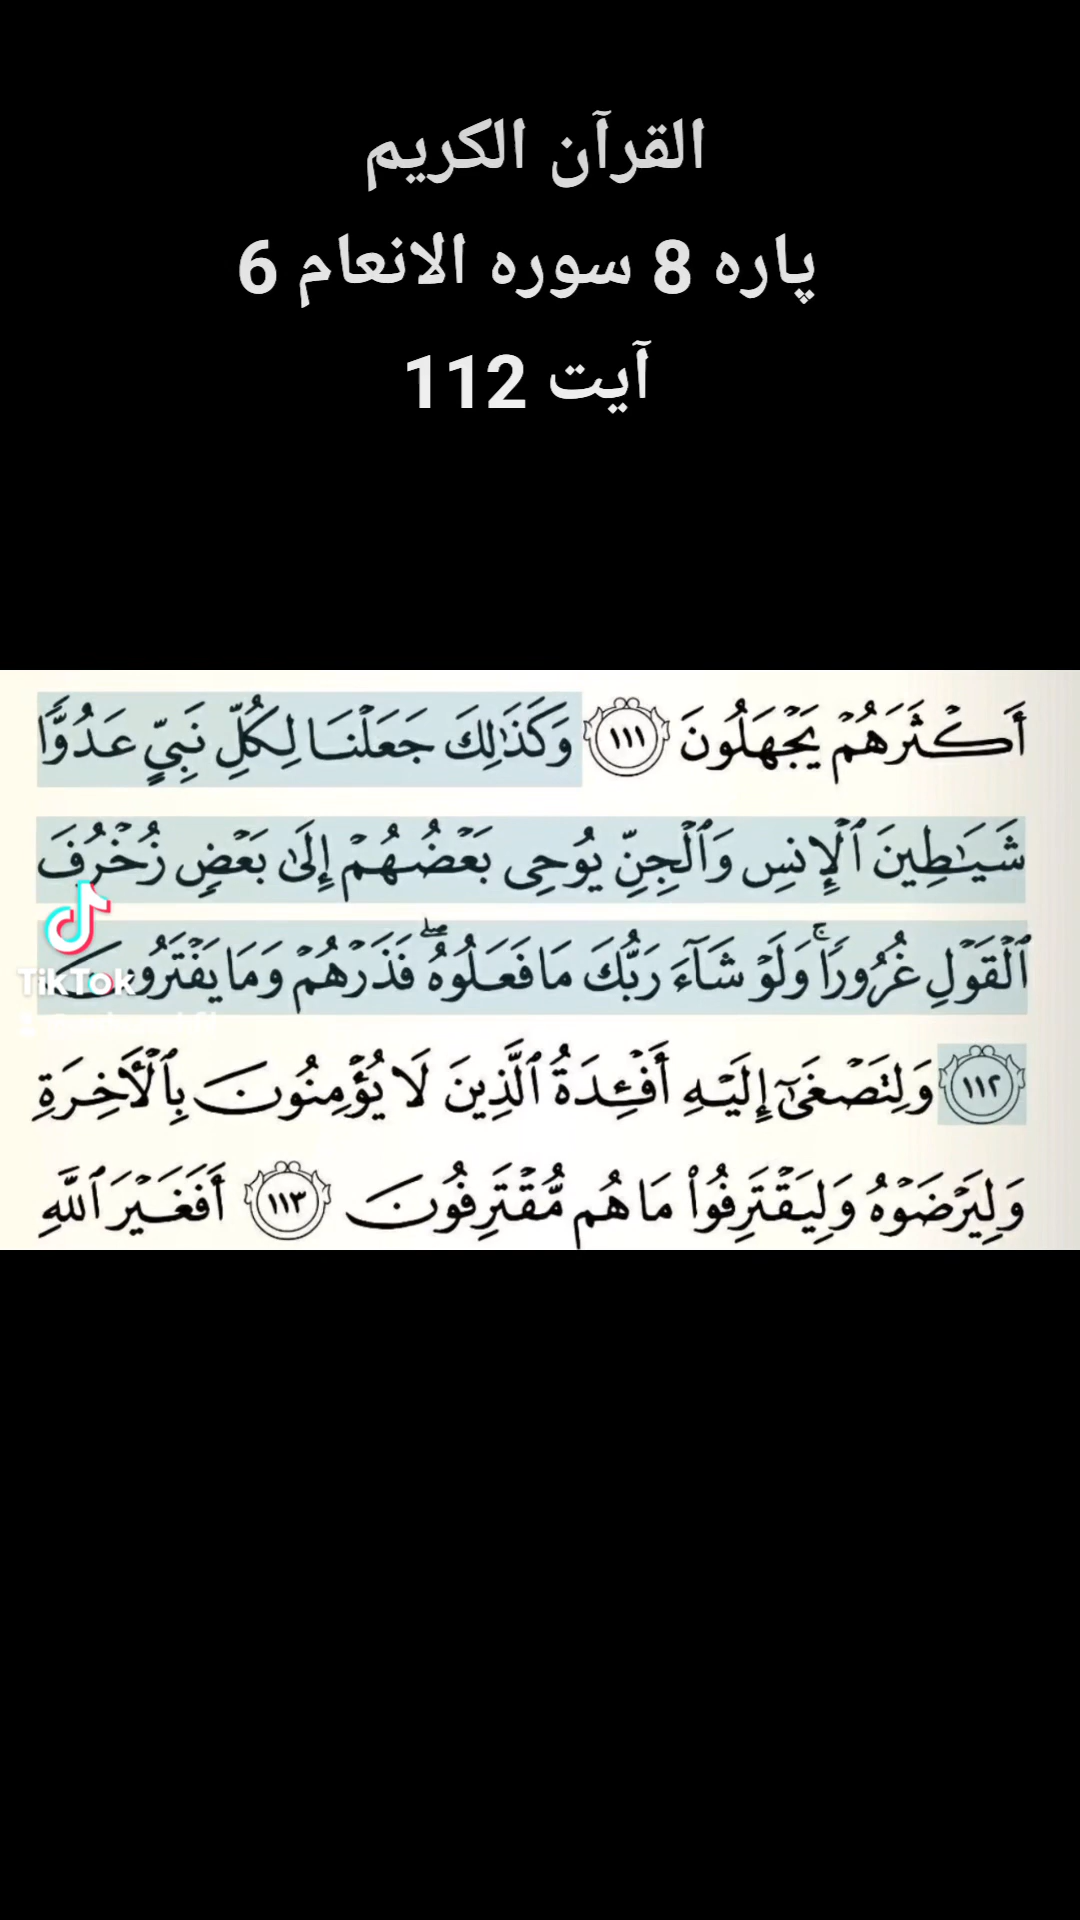 القرآن الكريم
پاره 8 سوره الانعام 6
آیت 112
أَكۡثَرَهُمۡ يَجۡهَلُونَ ١١١ وَكَذَٰلِكَ جَعَلۡنَا لِكُلِّ نَبِيٍّ عَدُوّٗا
شَيَٰطِينَ ٱلۡإِنسِ وَٱلۡجِنِّ يُوحِي بَعۡضُهُمۡ إِلَىٰ بَعۡضٖ زُخۡرُفَ
ٱلۡقَوۡلِ غُرُورٗاۚ وَلَوۡ شَآءَ رَبُّكَ مَا فَعَلُوهُۖ فَذَرۡهُمۡ وَمَا يَفۡتَرُونَ
TikTok
١١٢ وَلِتَصۡغَىٰٓ إِلَيۡهِ أَفۡـِٔدَةُ ٱلَّذِينَ لَا يُؤۡمِنُونَ بِٱلۡأٓخِرَةِ
وَلِيَرۡضَوۡهُ وَلِيَقۡتَرِفُواْ مَا هُم مُّقۡتَرِفُونَ ١١٣ أَفَغَيۡرَ ٱللَّهِ